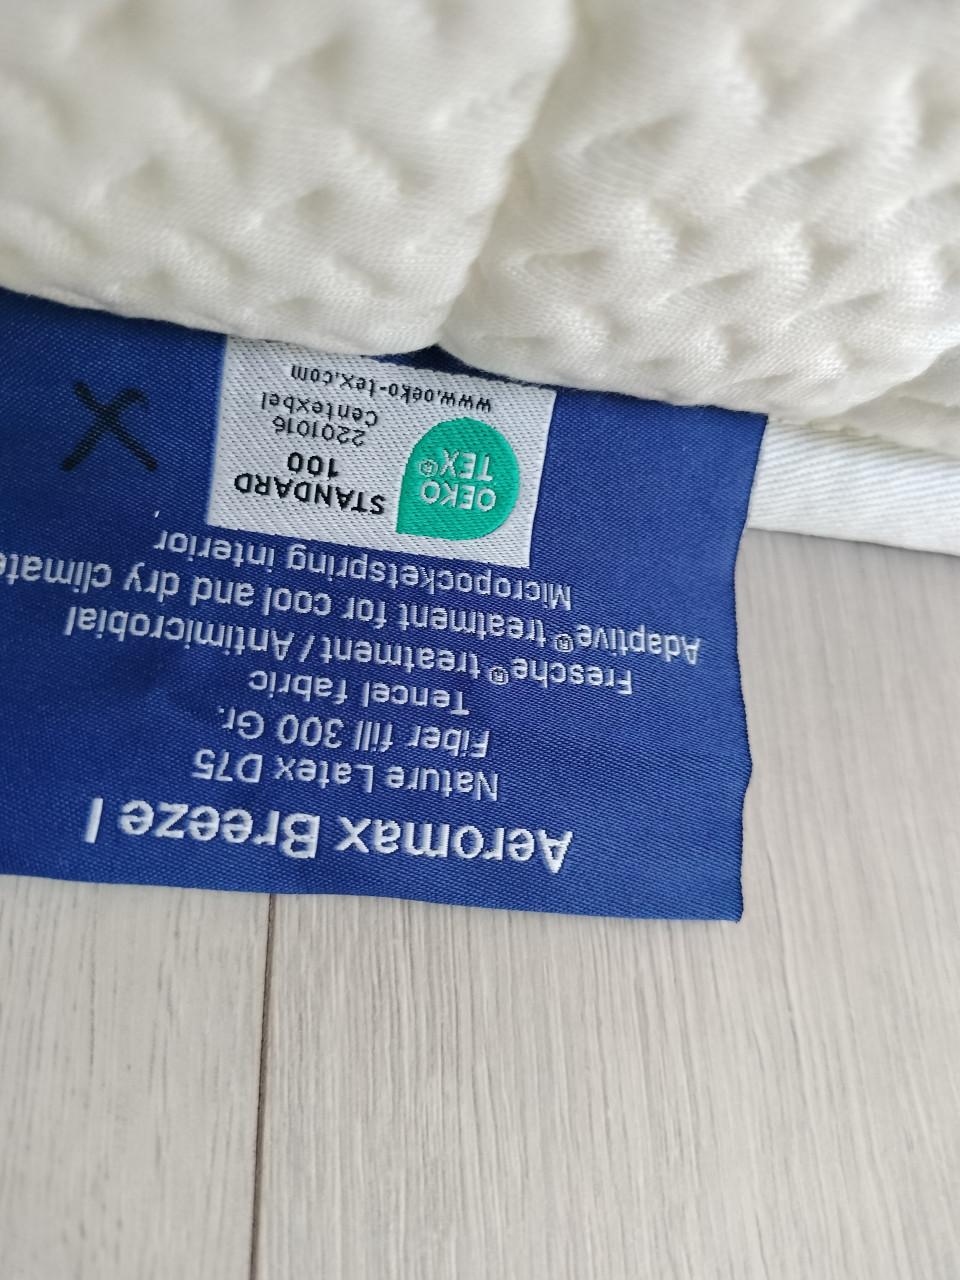 Aeromax Breeze I
Nature Latex D75
Fiber fill 300 Gr.
Tencel fabric
Fresche® treatment / Antimicrobial
Adaptive® treatment for cool and dry climate
Micropocketspring interior
OEKO
TEX®
STANDARD
100
2201016
Centexbel
www.oeko-tex.com
X